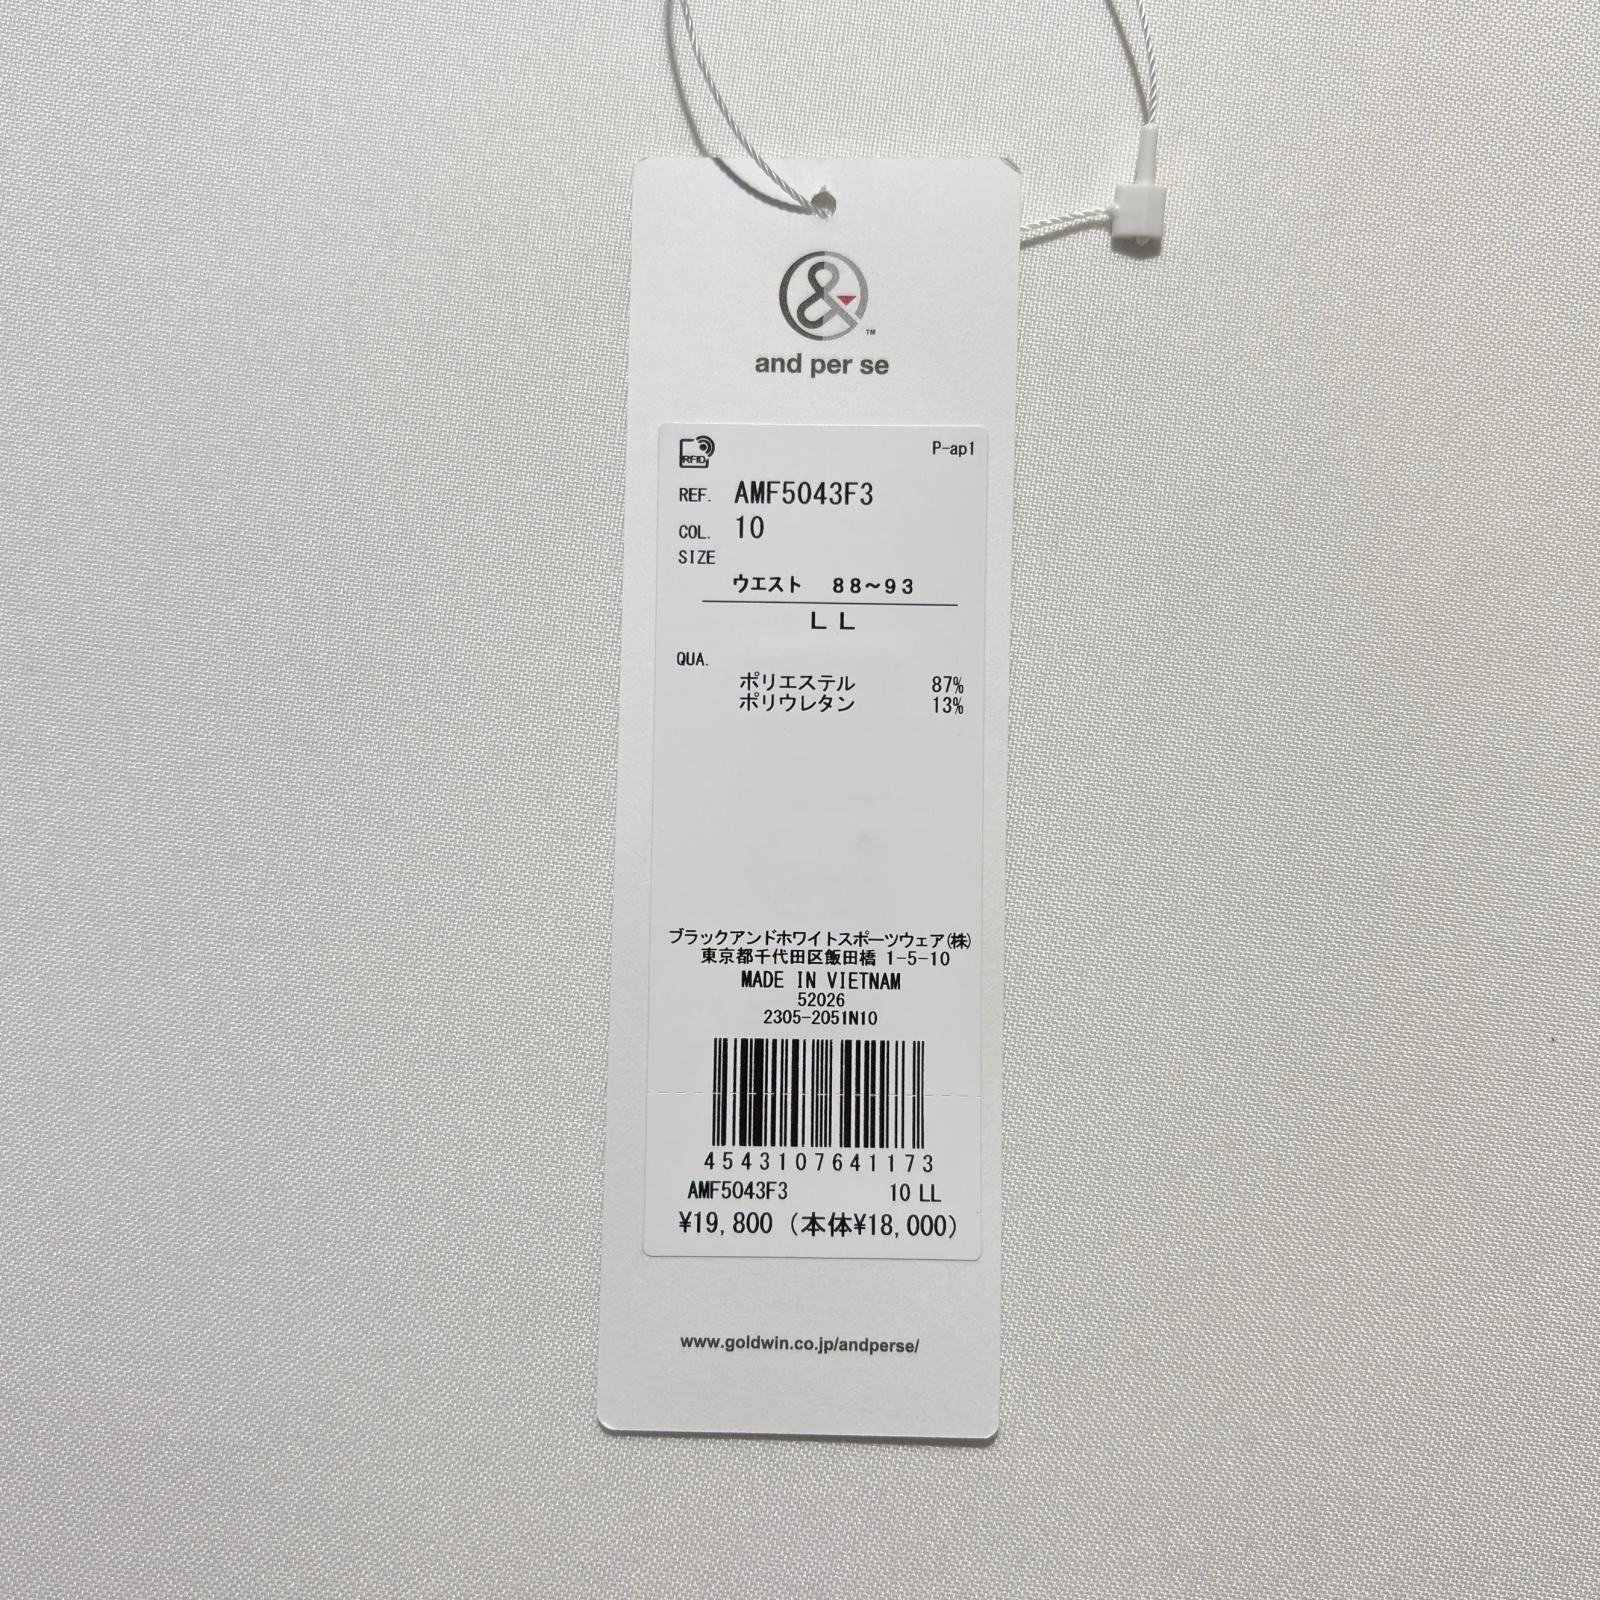 &
TM
and per se
RFID
P-ap1
REF. AMF5043F3
COL. 10
SIZE
ウエスト 88～93
LL
QUA.
ポリエステル 87%
ポリウレタン 13%
ブラックアンドホワイトスポーツウェア(株)
東京都千代田区飯田橋 1-5-10
MADE IN VIETNAM
52026
2305-2051N10
4543107641173
AMF5043F3 10 LL
¥19,800 (本体¥18,000)
www.goldwin.co.jp/andperse/